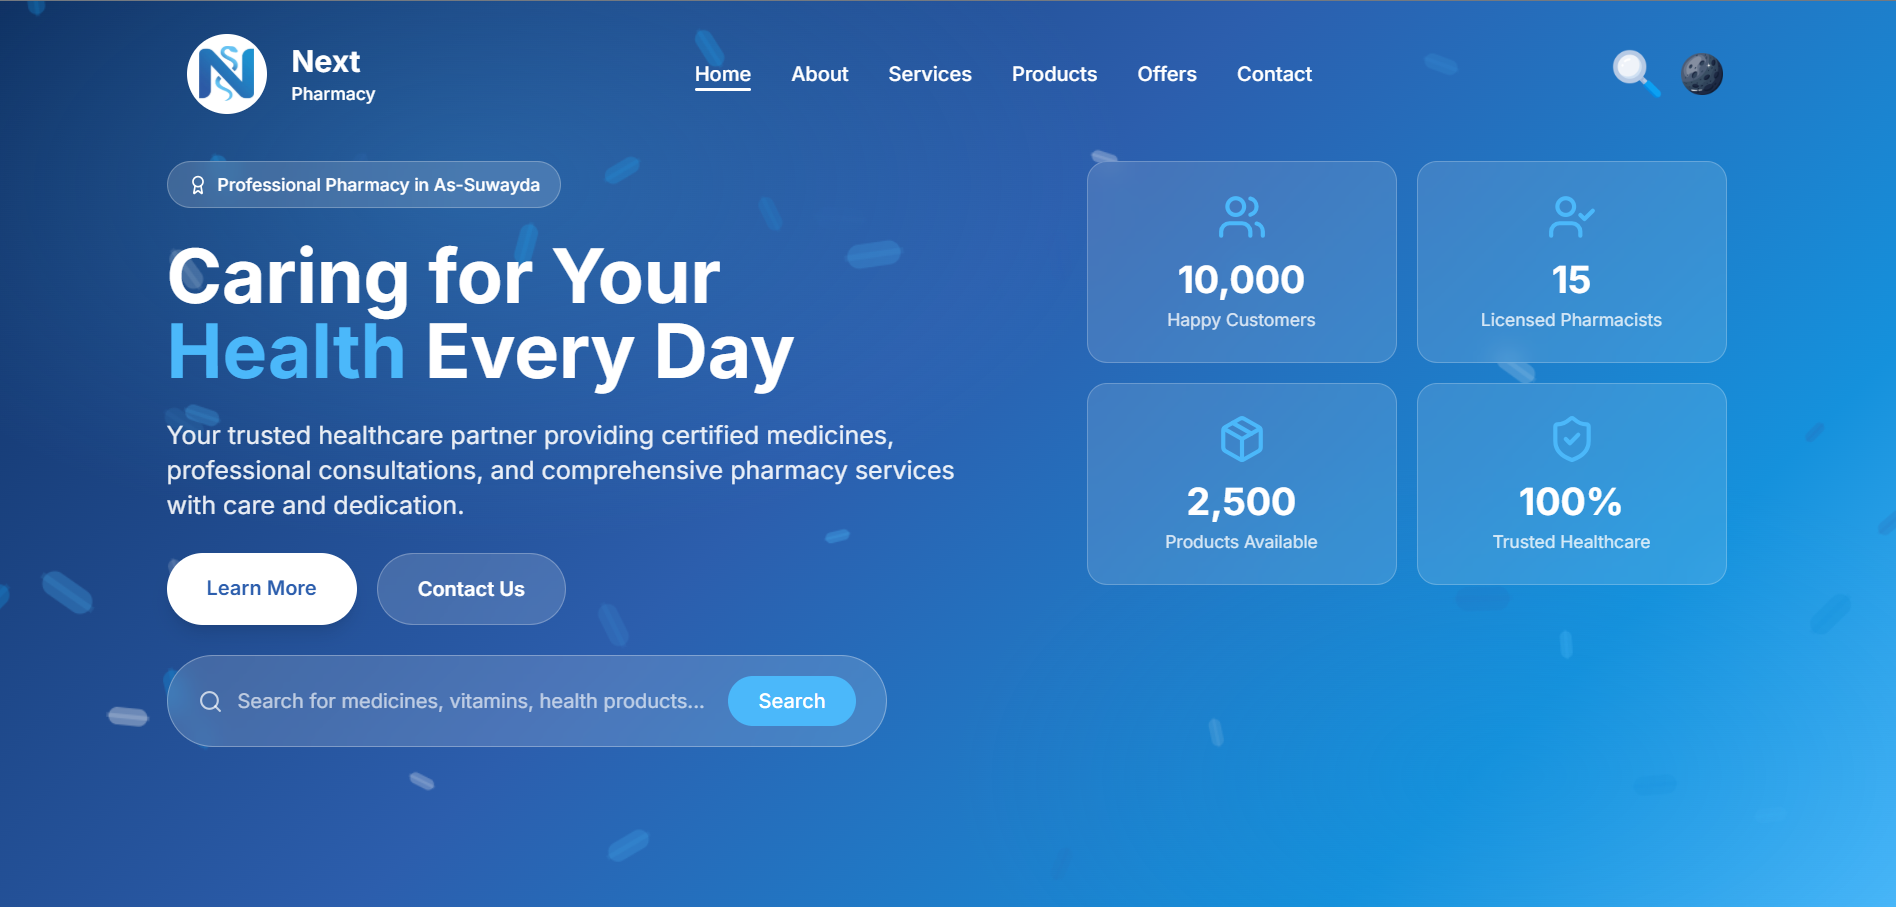 Next
Pharmacy
Home
About
Services
Products
Offers
Contact
Professional Pharmacy in As-Suwayda
Caring for Your
Health Every Day
Your trusted healthcare partner providing certified medicines,
professional consultations, and comprehensive pharmacy services
with care and dedication.
Learn More
Contact Us
Search for medicines, vitamins, health products...
Search
10,000
Happy Customers
15
Licensed Pharmacists
2,500
Products Available
100%
Trusted Healthcare